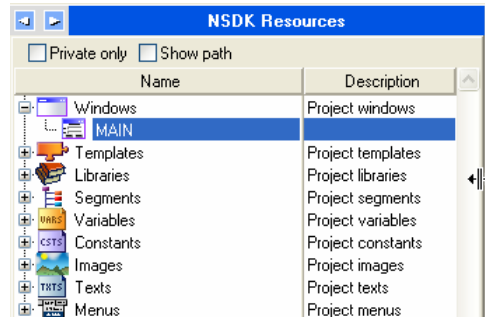 NSDK Resources
Private only Show path
Name Description
Windows Project windows
MAIN
Templates Project templates
Libraries Project libraries
Segments Project segments
VARS Variables Project variables
CSTS Constants Project constants
Images Project images
TXTS Texts Project texts
Menus Project menus